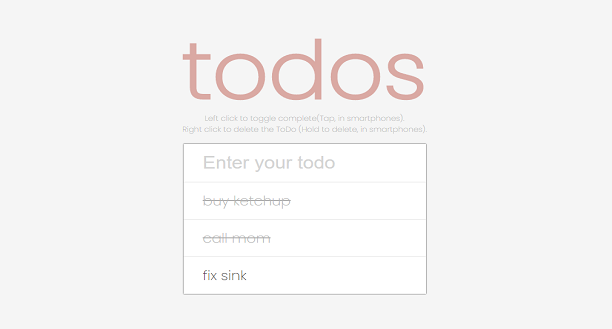 todos
Left click to toggle complete(Tap, in smartphones).
Right click to delete the ToDo (Hold to delete, in smartphones).
Enter your todo
buy ketchup
call mom
fix sink